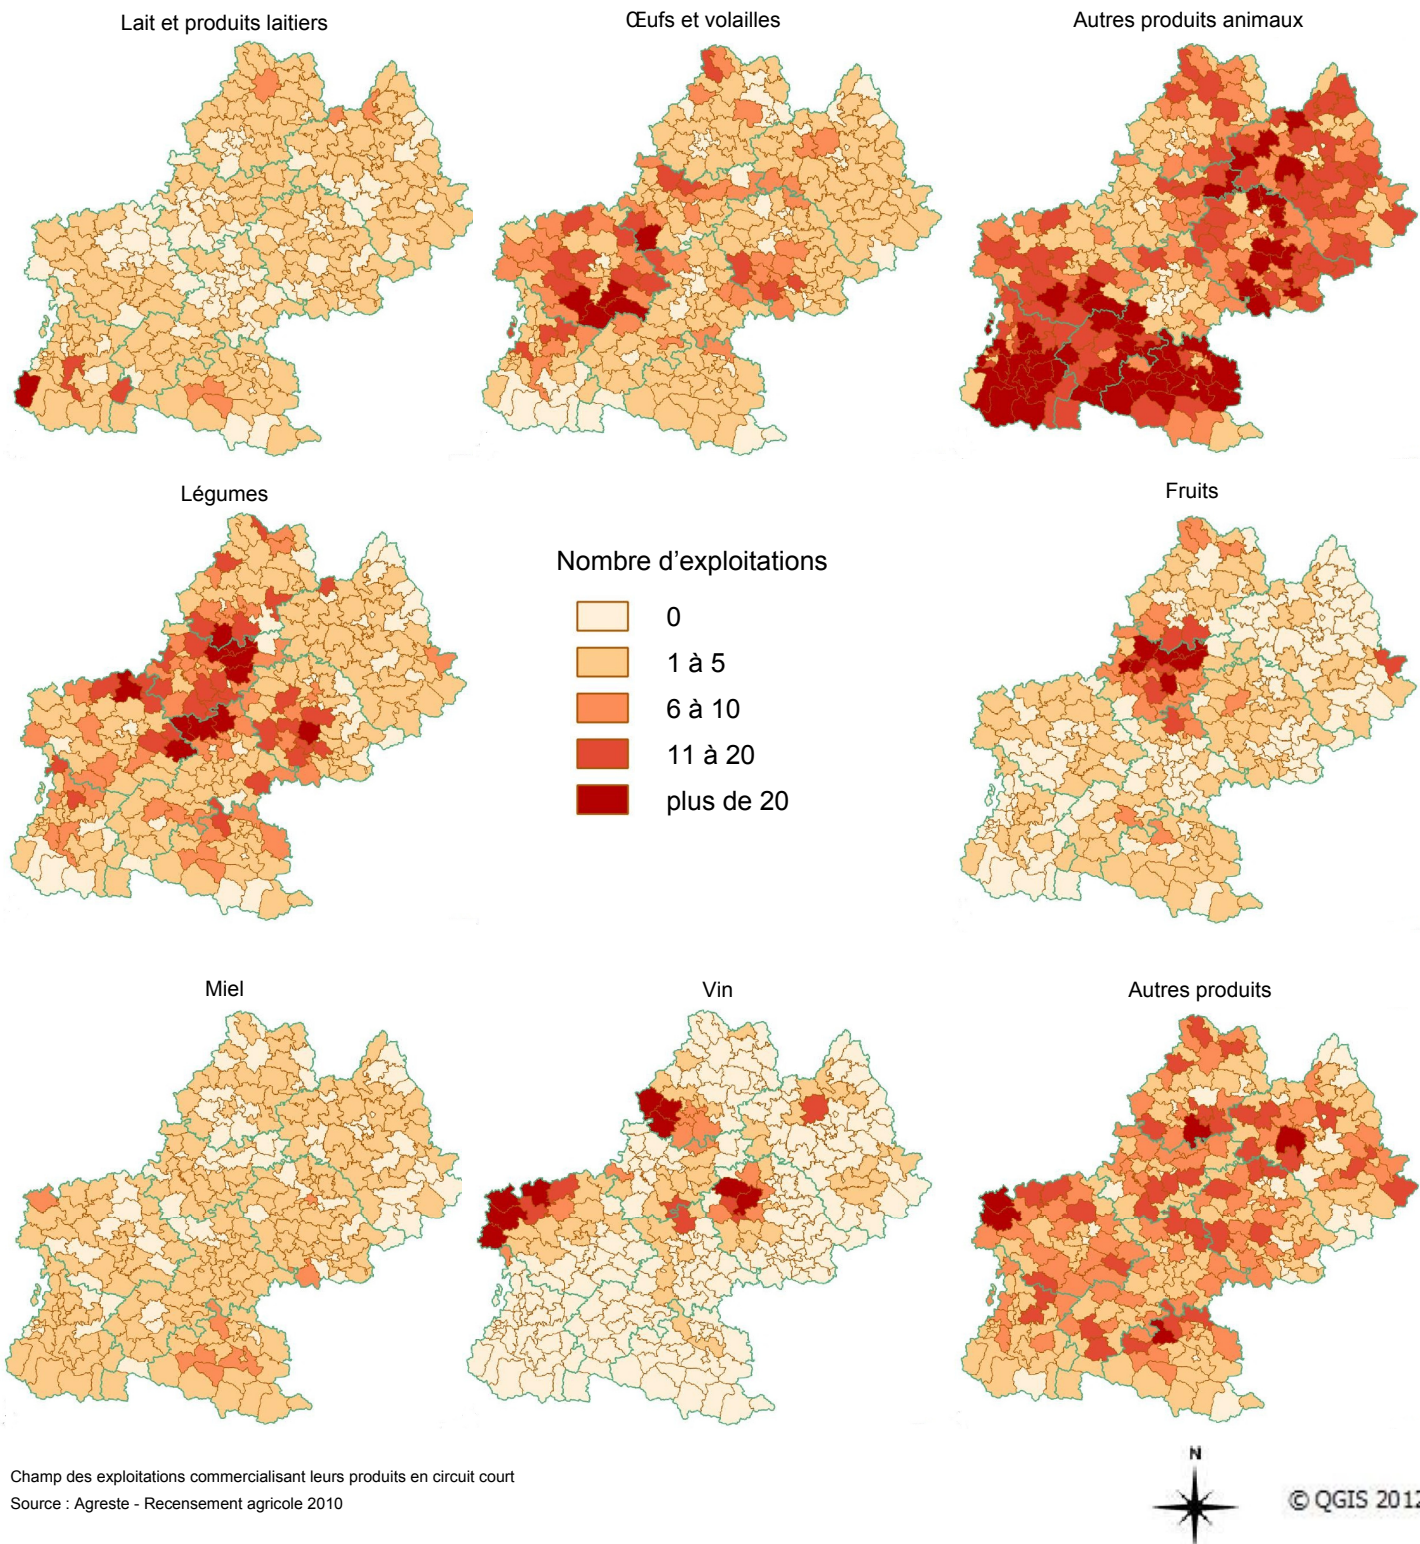 Lait et produits laitiers
Œufs et volailles
Autres produits animaux
Légumes
Fruits
Nombre d'exploitations
0
1 à 5
6 à 10
11 à 20
plus de 20
Miel
Vin
Autres produits
Champ des exploitations commercialisant leurs produits en circuit court
Source : Agreste - Recensement agricole 2010
N
© QGIS 2012